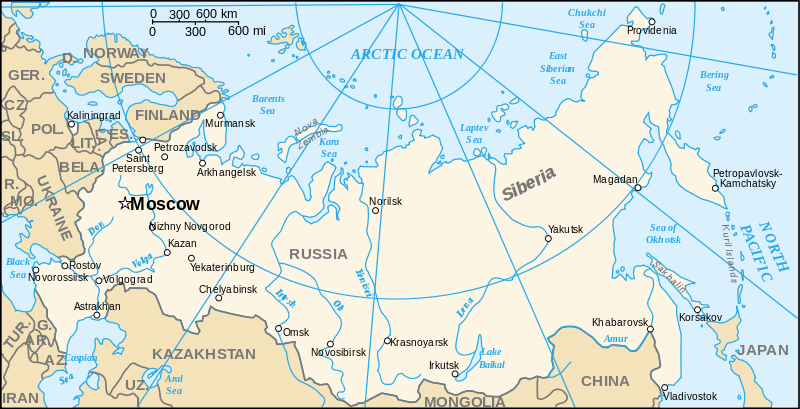 0 300 600 km
0 300 600 mi
Chukchi
Sea
Providenia
ARCTIC OCEAN
D.
NORWAY
SWEDEN
GER.
East
Siberian
Sea
Bering
Sea
Barents
Sea
CZ
Kaliningrad
FINLAND
Murmansk
Nova
Zembla
Kara
Sea
Laptev
Sea
SL.
POL.
LIT.
ES.
Petrozavodsk
Saint
Petersberg
Arkhangelsk
BELA.
Siberia
Magadan
Petropavlovsk-
Kamchatsky
R.
MO.
UKRAINE
Moscow
Norilsk
Nizhny Novgorod
Yakutsk
Sea of
Okhotsk
Kuril Islands
NORTH
PACIFIC
Don
Kazan
RUSSIA
Black
Sea
Rostov
Volga
Yekaterinburg
Novorossiisk
Volgograd
Chelyabinsk
Irtysh
Ob
Yenisei
Lena
Sakhalin
Astrakhan
Omsk
Krasnoyarsk
Khabarovsk
Korsakov
TUR.
G.
AR.
AZ
Caspian
Sea
KAZAKHSTAN
Novosibirsk
Lake
Baikal
Amur
JAPAN
Irkutsk
IRAN
UZ.
Aral
Sea
MONGOLIA
CHINA
Vladivostok